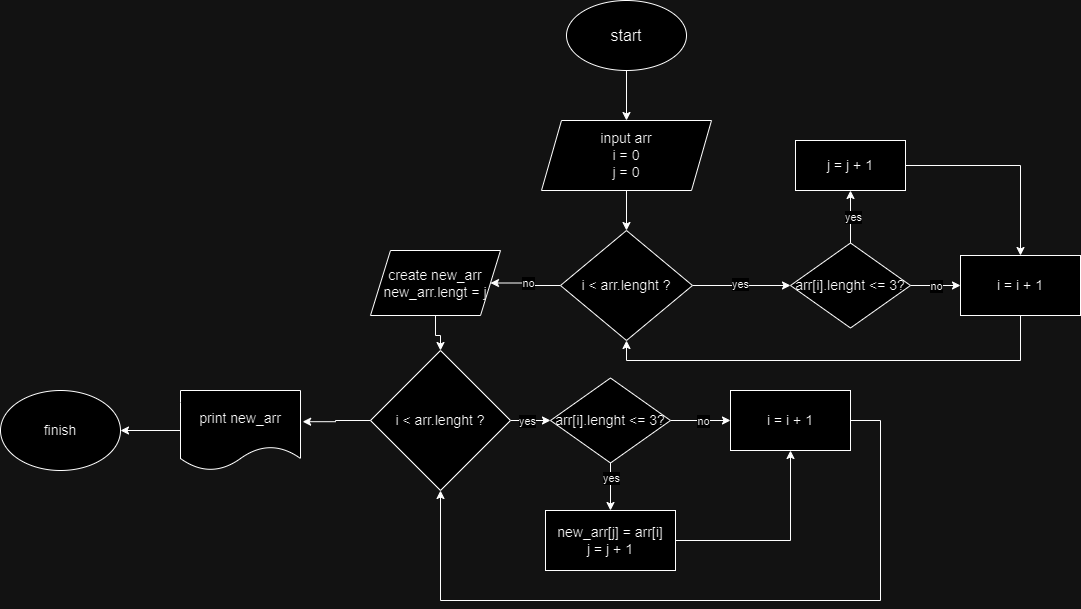 start
input arr
i = 0
j = 0
i < arr.lenght ?
yes
arr[i].lenght <= 3?
yes
j = j + 1
no
i = i + 1
no
create new_arr
new_arr.lengt = j
i < arr.lenght ?
yes
arr[i].lenght <= 3?
no
i = i + 1
yes
new_arr[j] = arr[i]
j = j + 1
print new_arr
finish